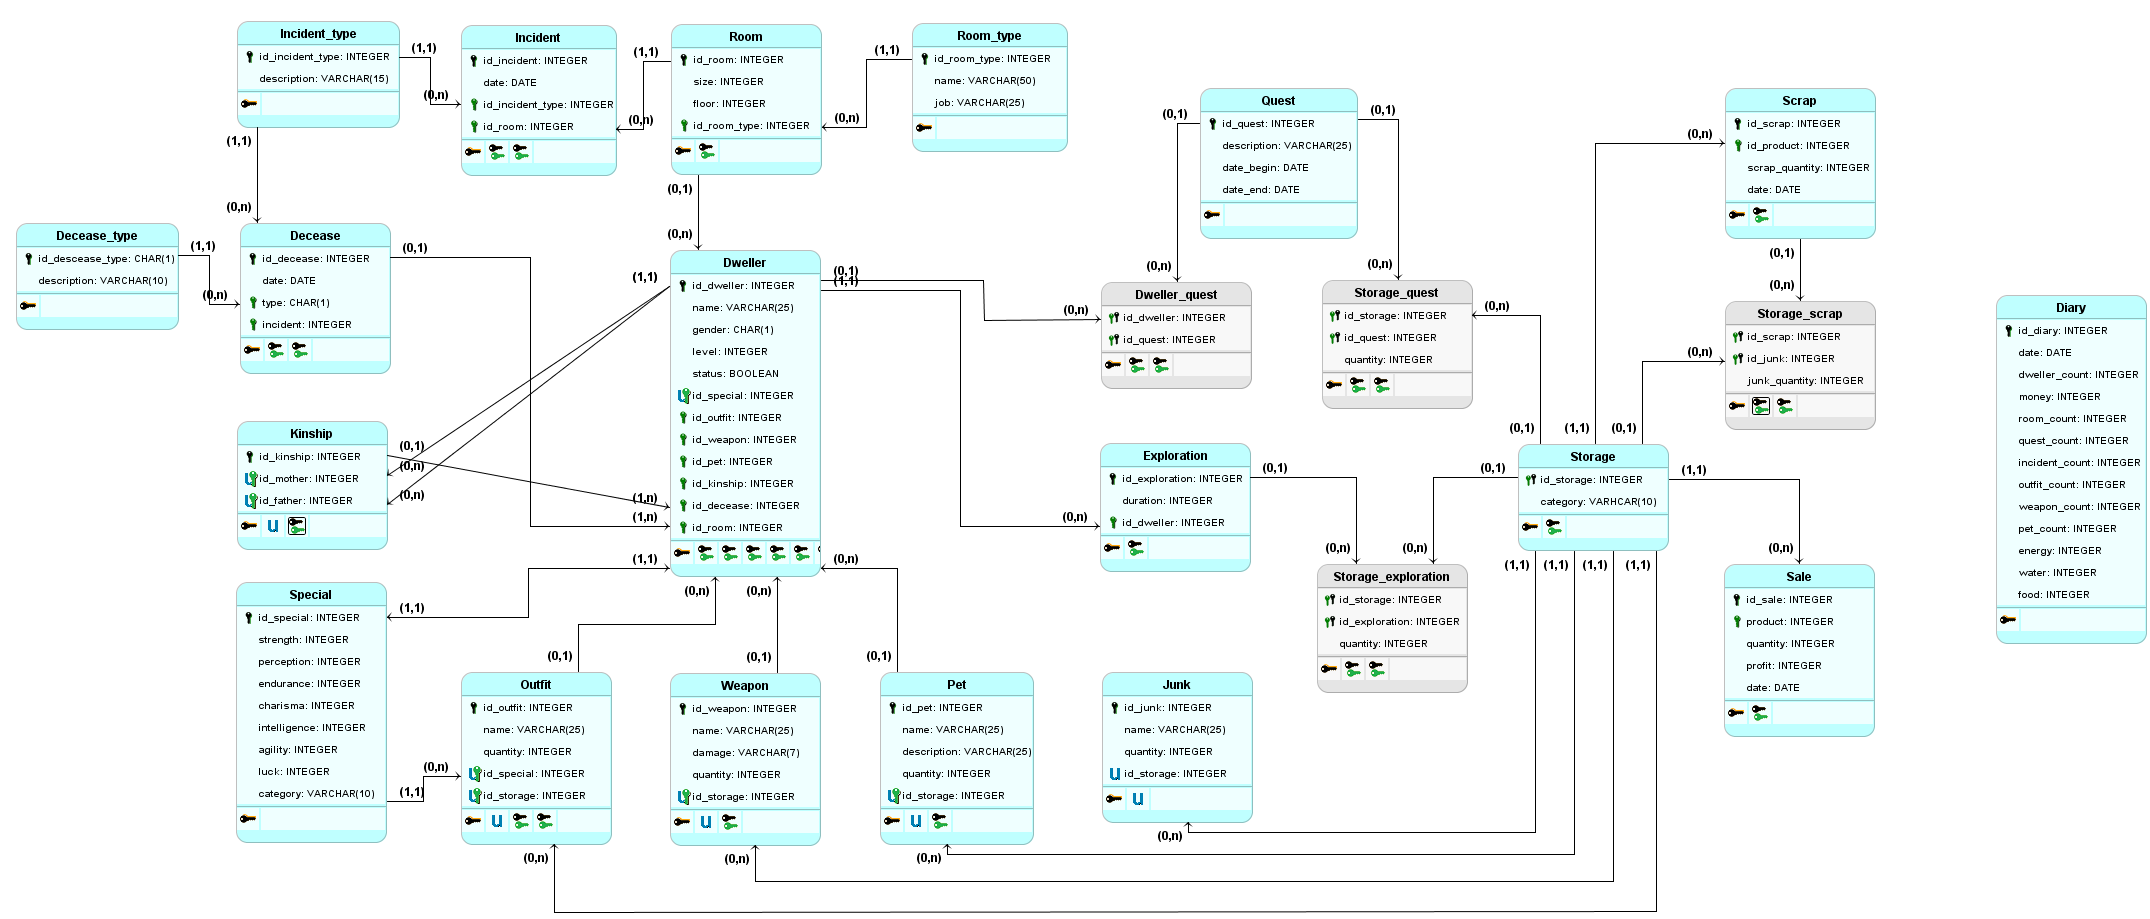 Incident_type
id_incident_type: INTEGER
description: VARCHAR(15)
(1,1)
(0,n)
(1,1)
(0,n)
Incident
id_incident: INTEGER
date: DATE
id_incident_type: INTEGER
id_room: INTEGER
(1,1)
(0,n)
Room
id_room: INTEGER
size: INTEGER
floor: INTEGER
id_room_type: INTEGER
(1,1)
(0,n)
(0,1)
(0,n)
Room_type
id_room_type: INTEGER
name: VARCHAR(50)
job: VARCHAR(25)
Quest
id_quest: INTEGER
description: VARCHAR(25)
date_begin: DATE
date_end: DATE
(0,1)
(0,n)
(0,1)
(0,n)
Scrap
id_scrap: INTEGER
id_product: INTEGER
scrap_quantity: INTEGER
date: DATE
(0,n)
(0,1)
(0,n)
Decease_type
id_descease_type: CHAR(1)
description: VARCHAR(10)
(1,1)
(0,n)
Decease
id_decease: INTEGER
date: DATE
type: CHAR(1)
incident: INTEGER
(0,1)
Dweller
id_dweller: INTEGER
name: VARCHAR(25)
gender: CHAR(1)
level: INTEGER
status: BOOLEAN
id_special: INTEGER
id_outfit: INTEGER
id_weapon: INTEGER
id_pet: INTEGER
id_kinship: INTEGER
id_decease: INTEGER
id_room: INTEGER
(1,1)
(0,1)
(1,1)
(0,n)
(1,n)
(1,n)
(1,1)
(0,n)
(0,n)
(0,n)
(0,n)
Dweller_quest
id_dweller: INTEGER
id_quest: INTEGER
Storage_quest
id_storage: INTEGER
id_quest: INTEGER
quantity: INTEGER
(0,n)
Storage_scrap
id_scrap: INTEGER
id_junk: INTEGER
junk_quantity: INTEGER
(0,n)
Diary
id_diary: INTEGER
date: DATE
dweller_count: INTEGER
money: INTEGER
room_count: INTEGER
quest_count: INTEGER
incident_count: INTEGER
outfit_count: INTEGER
weapon_count: INTEGER
pet_count: INTEGER
energy: INTEGER
water: INTEGER
food: INTEGER
Kinship
id_kinship: INTEGER
id_mother: INTEGER
id_father: INTEGER
u
(0,1)
(0,n)
(0,n)
Exploration
id_exploration: INTEGER
duration: INTEGER
id_dweller: INTEGER
(0,1)
(0,n)
Storage
id_storage: INTEGER
category: VARHCAR(10)
(0,1)
(1,1)
(0,1)
(0,1)
(0,n)
(1,1)
(0,n)
(1,1)
(1,1)
(1,1)
(1,1)
Storage_exploration
id_storage: INTEGER
id_exploration: INTEGER
quantity: INTEGER
Sale
id_sale: INTEGER
product: INTEGER
quantity: INTEGER
profit: INTEGER
date: DATE
Special
id_special: INTEGER
strength: INTEGER
perception: INTEGER
endurance: INTEGER
charisma: INTEGER
intelligence: INTEGER
agility: INTEGER
luck: INTEGER
category: VARCHAR(10)
(1,1)
(1,1)
(0,n)
Outfit
id_outfit: INTEGER
name: VARCHAR(25)
quantity: INTEGER
id_special: INTEGER
id_storage: INTEGER
u
(0,1)
(0,n)
Weapon
id_weapon: INTEGER
name: VARCHAR(25)
damage: VARCHAR(7)
quantity: INTEGER
id_storage: INTEGER
u
(0,1)
(0,n)
Pet
id_pet: INTEGER
name: VARCHAR(25)
description: VARCHAR(25)
quantity: INTEGER
id_storage: INTEGER
u
(0,1)
(0,n)
Junk
id_junk: INTEGER
name: VARCHAR(25)
quantity: INTEGER
u id_storage: INTEGER
u
(0,n)